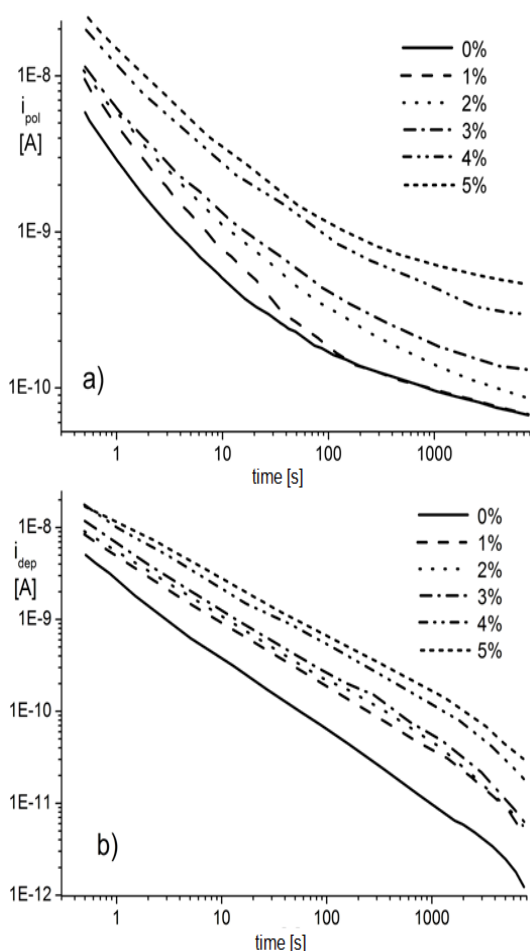 1E-8
i pol
[A]
1E-9
1E-10
a)
0%
1%
2%
3%
4%
5%
1
10
100
1000
time [s]
1E-8
i dep
[A]
1E-9
1E-10
1E-11
1E-12
b)
0%
1%
2%
3%
4%
5%
1
10
100
1000
time [s]